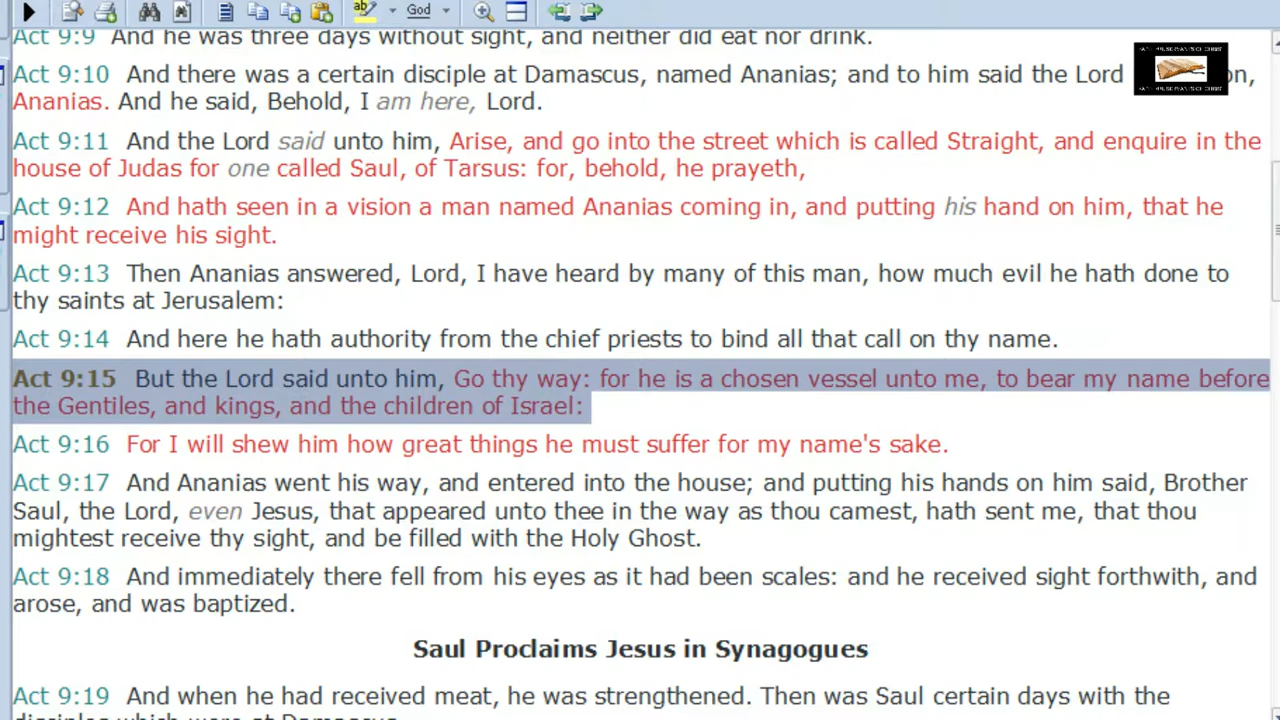 ab God
Act 9:9 And he was three days without sight, and neither did eat nor drink.
Act 9:10 And there was a certain disciple at Damascus, named Ananias; and to him said the Lord on,
Ananias. And he said, Behold, I am here, Lord.
Act 9:11 And the Lord said unto him, Arise, and go into the street which is called Straight, and enquire in the
house of Judas for one called Saul, of Tarsus: for, behold, he prayeth,
Act 9:12 And hath seen in a vision a man named Ananias coming in, and putting his hand on him, that he
might receive his sight.
Act 9:13 Then Ananias answered, Lord, I have heard by many of this man, how much evil he hath done to
thy saints at Jerusalem:
Act 9:14 And here he hath authority from the chief priests to bind all that call on thy name.
Act 9:15 But the Lord said unto him, Go thy way: for he is a chosen vessel unto me, to bear my name before
the Gentiles, and kings, and the children of Israel:
Act 9:16 For I will shew him how great things he must suffer for my name's sake.
Act 9:17 And Ananias went his way, and entered into the house; and putting his hands on him said, Brother
Saul, the Lord, even Jesus, that appeared unto thee in the way as thou camest, hath sent me, that thou
mightest receive thy sight, and be filled with the Holy Ghost.
Act 9:18 And immediately there fell from his eyes as it had been scales: and he received sight forthwith, and
arose, and was baptized.
Saul Proclaims Jesus in Synagogues
Act 9:19 And when he had received meat, he was strengthened. Then was Saul certain days with the
disciples which were at Damascus.